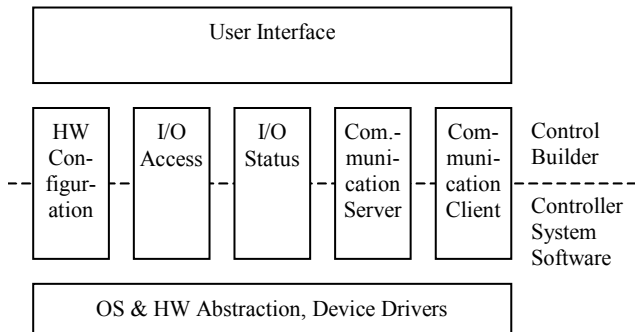 User Interface
HW
Con-
figur-
ation
I/O
Access
I/O
Status
Com.-
muni-
cation
Server
Com-
muni-
cation
Client
Control
Builder
Controller
System
Software
OS & HW Abstraction, Device Drivers